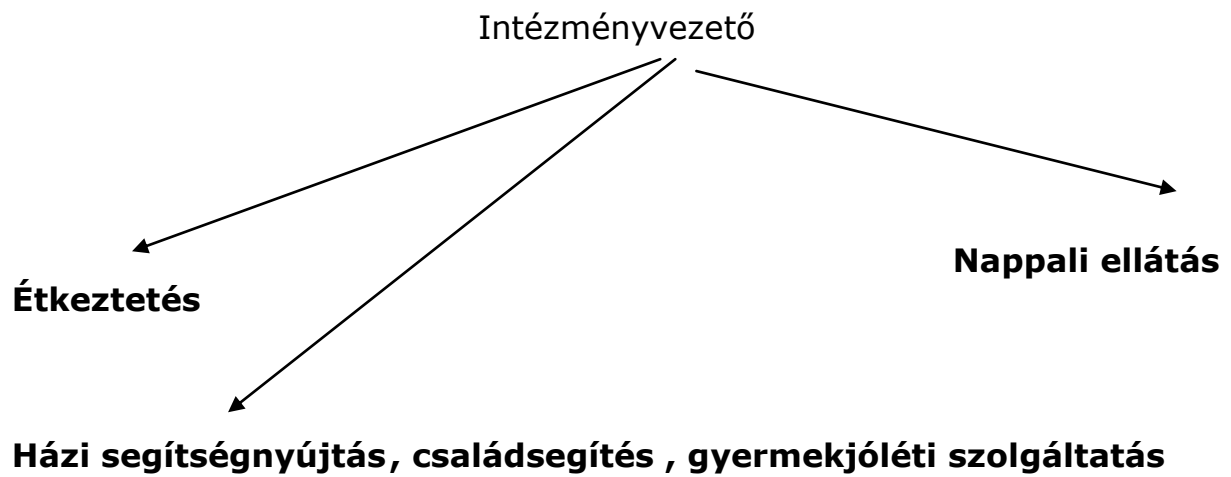 Intézményvezető
Nappali ellátás
Étkeztetés
Házi segítségnyújtás, családsegítés , gyermekjóléti szolgáltatás